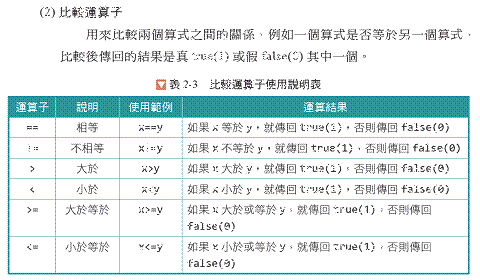 (2) 比較運算子
用來比較兩個算式之間的關係，例如一個算式是否等於另一個算式，
比較後傳回的結果是真 true(1) 或假 false(0) 其中一個。
表 2-3 比較運算子使用說明表
運算子 說明 使用範例 運算結果
== 相等 x==y 如果 x 等於 y，就傳回 true(1)，否則傳回 false(0)
!= 不相等 x!=y 如果 x 不等於 y，就傳回 true(1)，否則傳回 false(0)
> 大於 x>y 如果 x 大於 y，就傳回 true(1)，否則傳回 false(0)
< 小於 x<y 如果 x 小於 y，就傳回 true(1)，否則傳回 false(0)
>= 大於等於 x>=y 如果 x 大於或等於 y，就傳回 true(1)，否則傳回
false(0)
<= 小於等於 x<=y 如果 x 小於或等於 y，就傳回 true(1)，否則傳回
false(0)